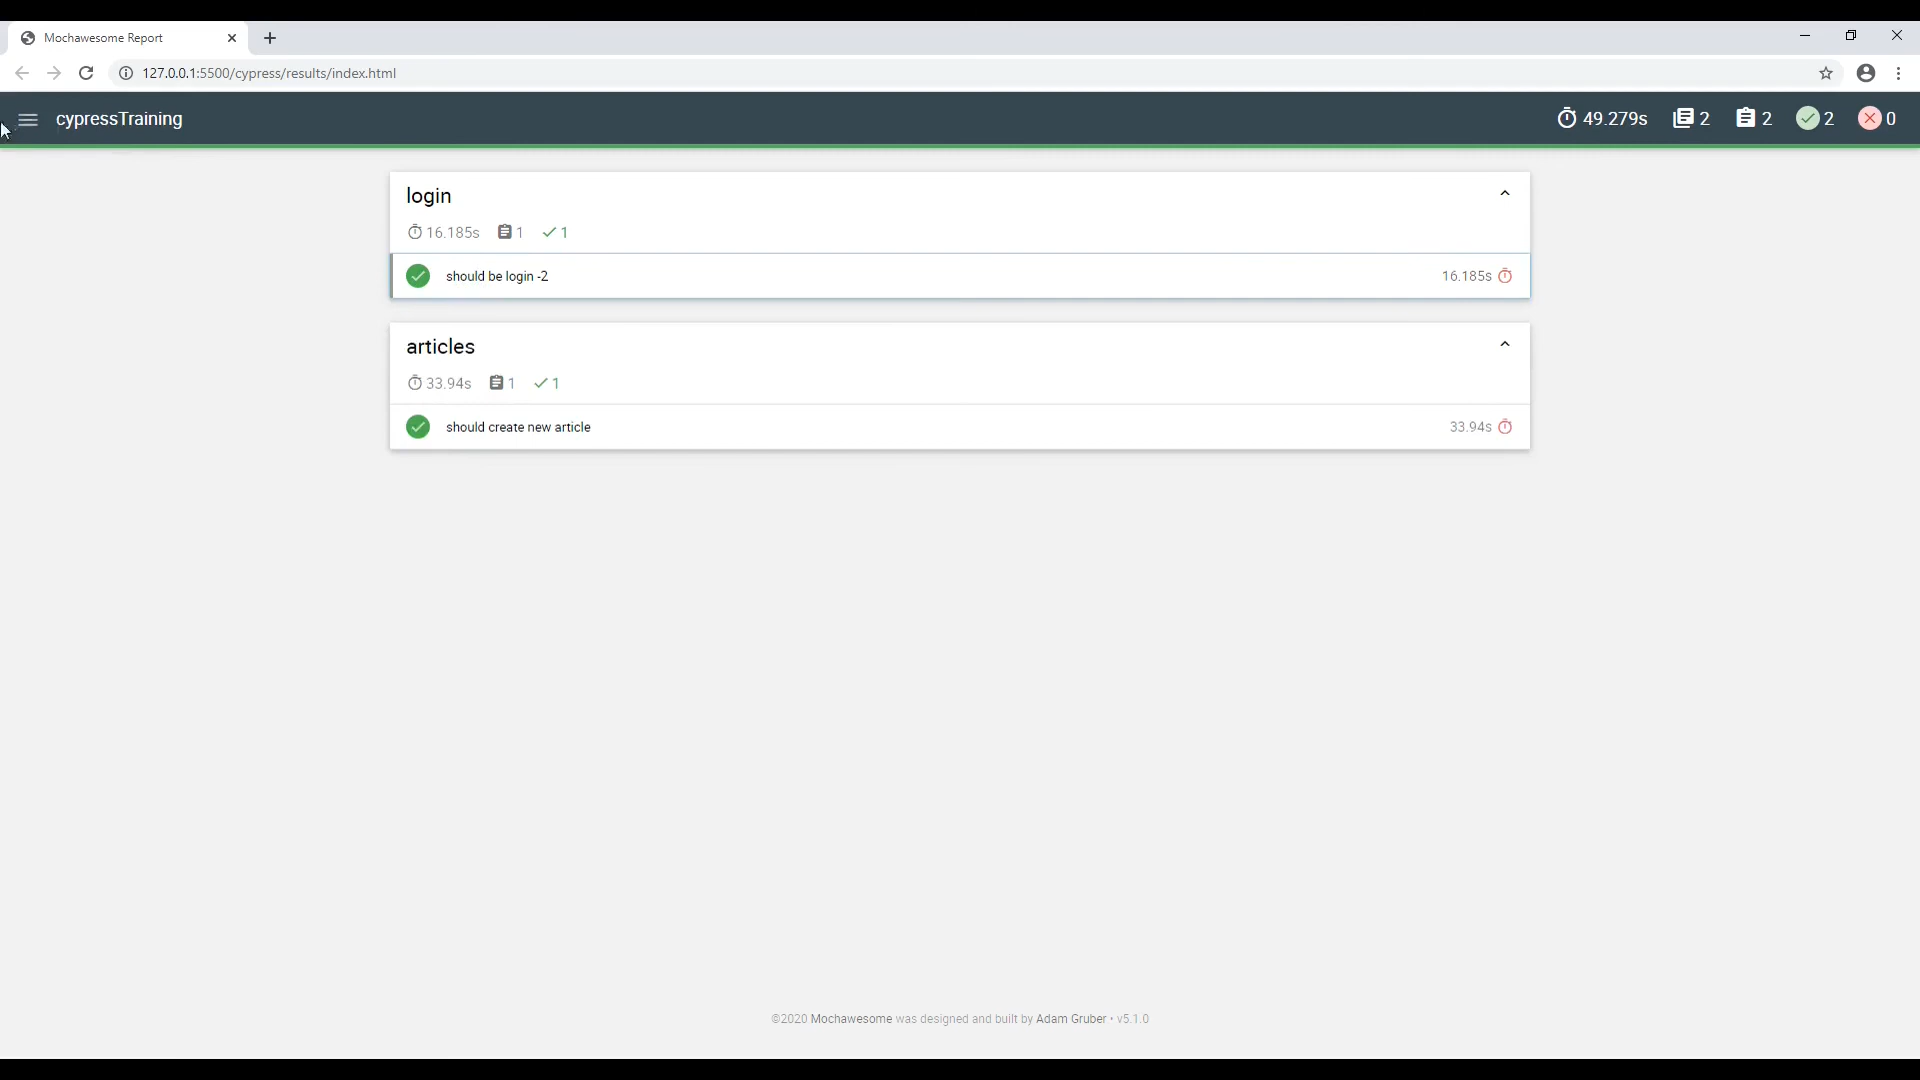 Mochawesome Report
127.0.0.1:5500/cypress/results/index.html
cypressTraining
49.279s 2 2 2 0
login
16.185s 1 1
should be login -2 16.185s
articles
33.94s 1 1
should create new article 33.94s
©2020 Mochawesome was designed and built by Adam Gruber • v5.1.0